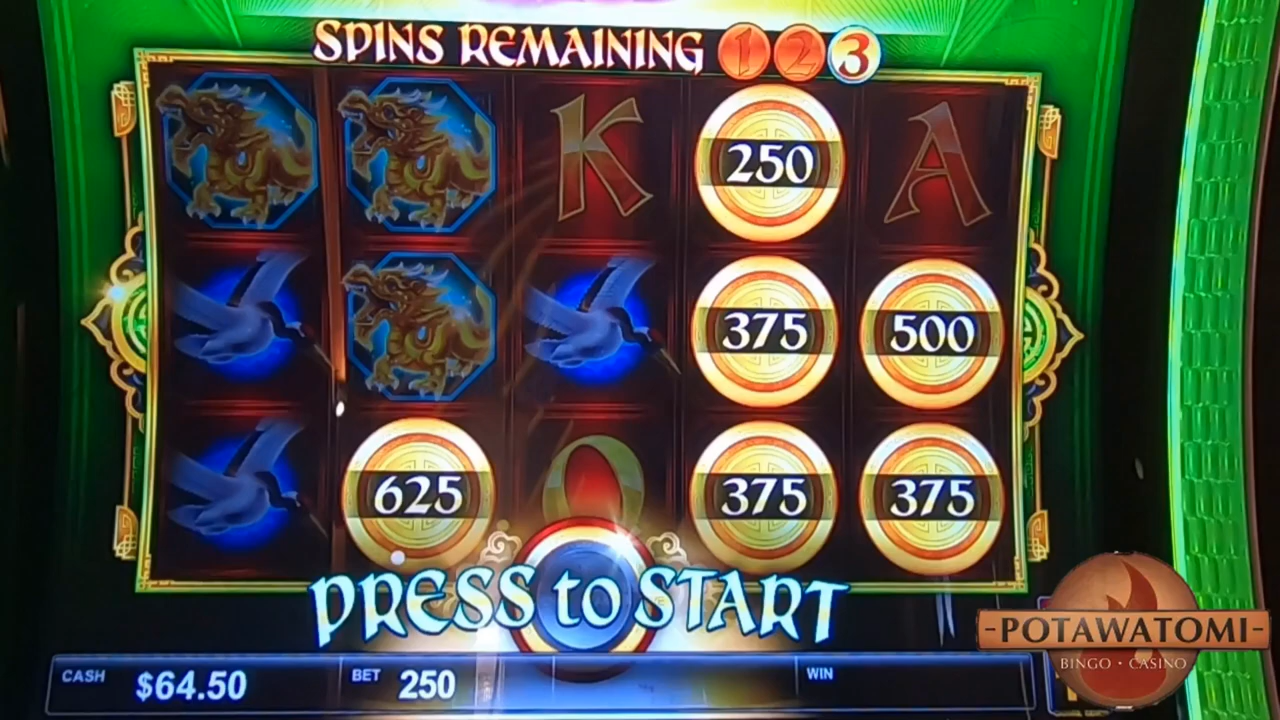 SPINS REMAINING 1 2 3
K
250
A
375
500
625
375
375
PRESS to START
CASH $64.50 BET 250 WIN
-POTAWATOMI-
BINGO • CASINO